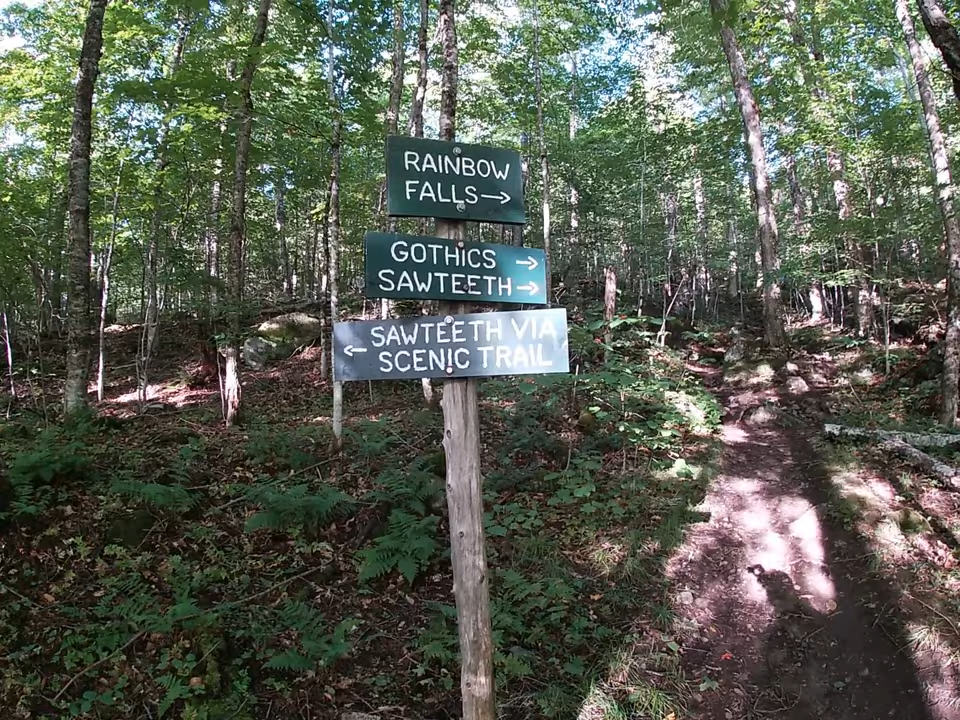 RAINBOW
FALLS→
GOTHICS →
SAWTEETH→
← SAWTEETH VIA
SCENIC TRAIL